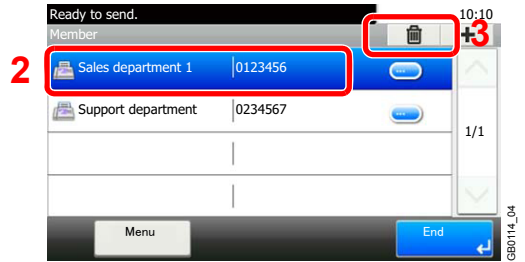 Ready to send.
10:10
Member
3
2
Sales department 1 0123456
Support department 0234567
1/1
Menu
End
GB0114_04